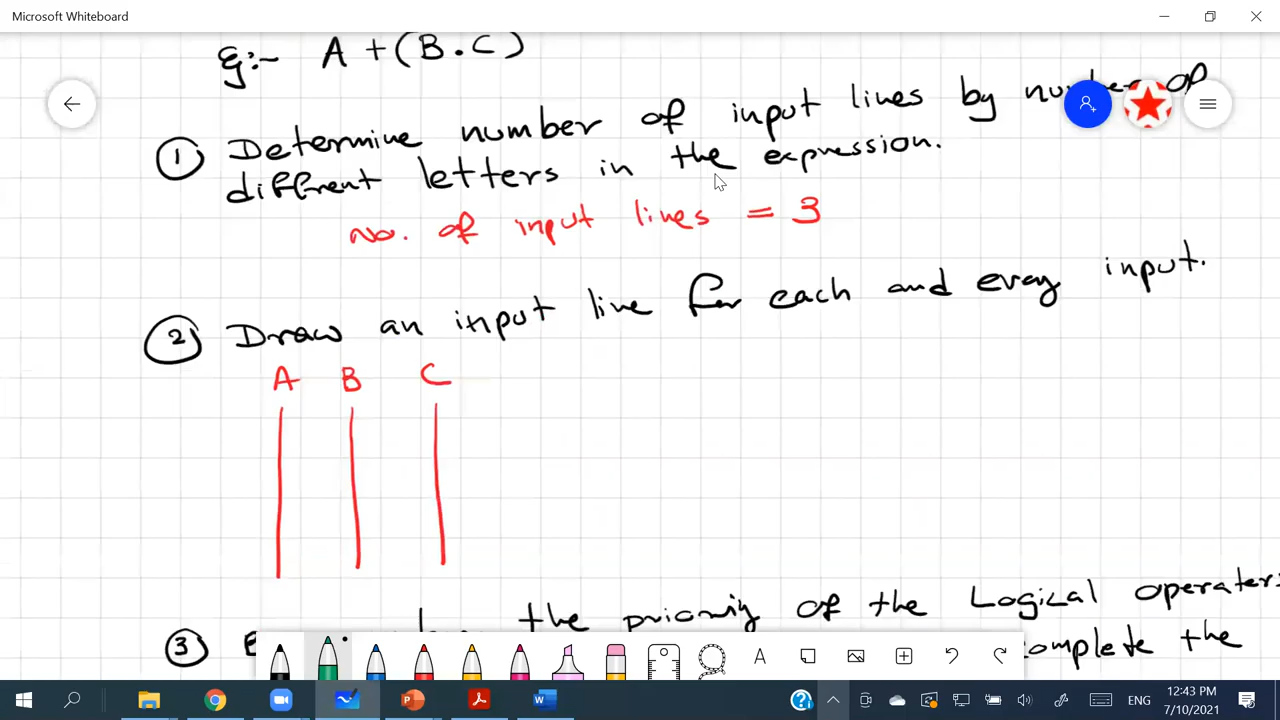 Microsoft Whiteboard
Eg:- A + (B . C)
① Determine number of input lines by number of
different letters in the expression.
No. of input lines = 3
② Draw an input line for each and every input.
A B C
③ the priority of the Logical operaters
complete the
A
ENG
12:43 PM
7/10/2021